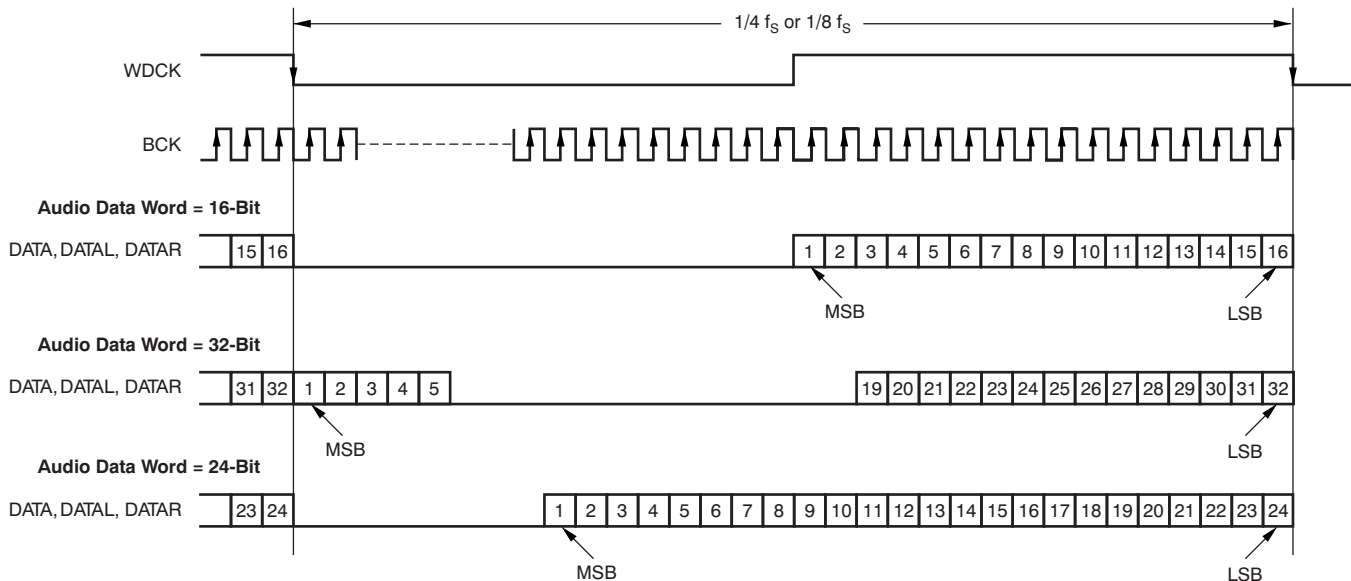 1/4 fS or 1/8 fS
WDCK
BCK
Audio Data Word = 16-Bit
DATA, DATAL, DATAR 15 16 1 2 3 4 5 6 7 8 9 10 11 12 13 14 15 16
MSB LSB
Audio Data Word = 32-Bit
DATA, DATAL, DATAR 31 32 1 2 3 4 5 19 20 21 22 23 24 25 26 27 28 29 30 31 32
MSB LSB
Audio Data Word = 24-Bit
DATA, DATAL, DATAR 23 24 1 2 3 4 5 6 7 8 9 10 11 12 13 14 15 16 17 18 19 20 21 22 23 24
MSB LSB